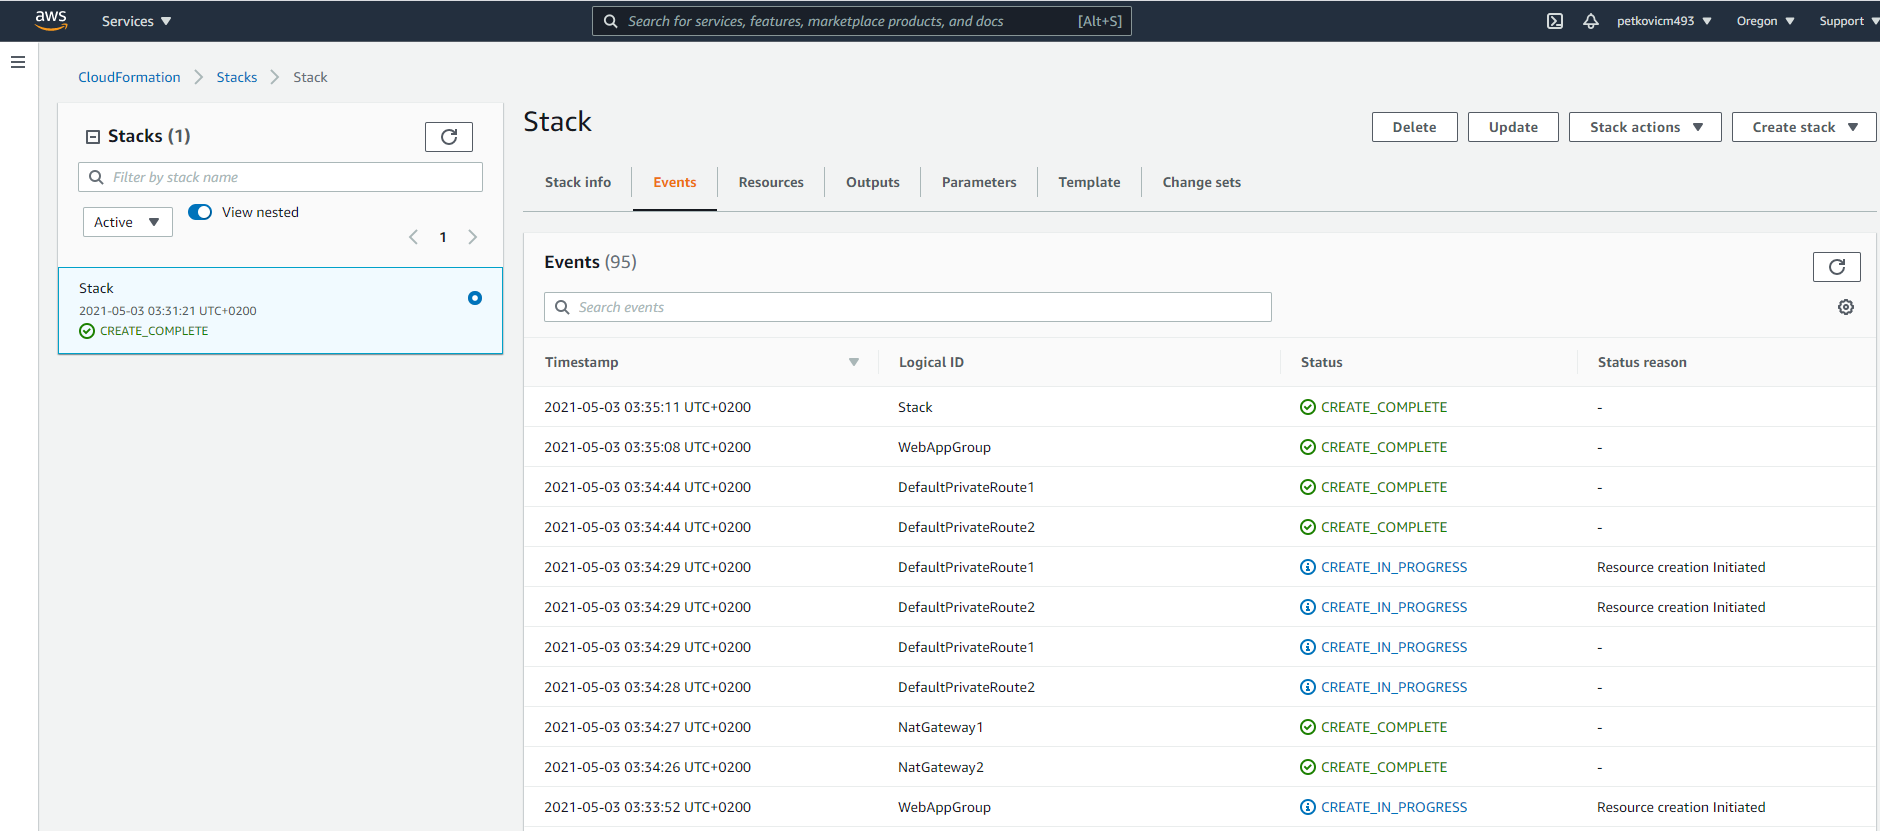 aws Services Search for services, features, marketplace products, and docs [Alt+S] petkovicm493 Oregon Support
CloudFormation Stacks Stack
Stacks (1)
Filter by stack name
Active View nested
1
Stack
2021-05-03 03:31:21 UTC+0200
CREATE_COMPLETE
Stack
Delete Update Stack actions Create stack
Stack info Events Resources Outputs Parameters Template Change sets
Events (95)
Search events
Timestamp Logical ID Status Status reason
2021-05-03 03:35:11 UTC+0200 Stack CREATE_COMPLETE -
2021-05-03 03:35:08 UTC+0200 WebAppGroup CREATE_COMPLETE -
2021-05-03 03:34:44 UTC+0200 DefaultPrivateRoute1 CREATE_COMPLETE -
2021-05-03 03:34:44 UTC+0200 DefaultPrivateRoute2 CREATE_COMPLETE -
2021-05-03 03:34:29 UTC+0200 DefaultPrivateRoute1 CREATE_IN_PROGRESS Resource creation Initiated
2021-05-03 03:34:29 UTC+0200 DefaultPrivateRoute2 CREATE_IN_PROGRESS Resource creation Initiated
2021-05-03 03:34:29 UTC+0200 DefaultPrivateRoute1 CREATE_IN_PROGRESS -
2021-05-03 03:34:28 UTC+0200 DefaultPrivateRoute2 CREATE_IN_PROGRESS -
2021-05-03 03:34:27 UTC+0200 NatGateway1 CREATE_COMPLETE -
2021-05-03 03:34:26 UTC+0200 NatGateway2 CREATE_COMPLETE -
2021-05-03 03:33:52 UTC+0200 WebAppGroup CREATE_IN_PROGRESS Resource creation Initiated